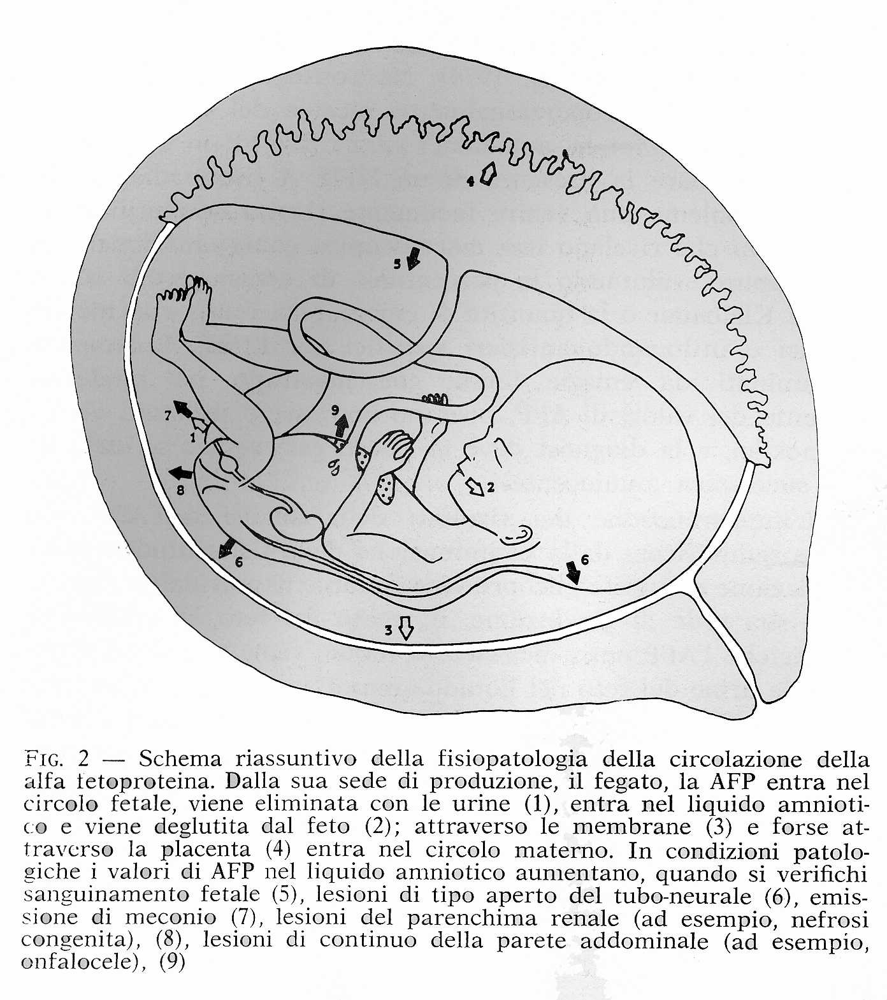 4
5
9
7
1
2
8
6
6
3
FIG. 2 — Schema riassuntivo della fisiopatologia della circolazione della
alfa fetoproteina. Dalla sua sede di produzione, il fegato, la AFP entra nel
circolo fetale, viene eliminata con le urine (1), entra nel liquido amnioti-
co e viene deglutita dal feto (2); attraverso le membrane (3) e forse at-
traverso la placenta (4) entra nel circolo materno. In condizioni patolo-
giche i valori di AFP nel liquido amniotico aumentano, quando si verifichi
sanguinamento fetale (5), lesioni di tipo aperto del tubo-neurale (6), emis-
sione di meconio (7), lesioni del parenchima renale (ad esempio, nefrosi
congenita), (8), lesioni di continuo della parete addominale (ad esempio,
onfalocele), (9)